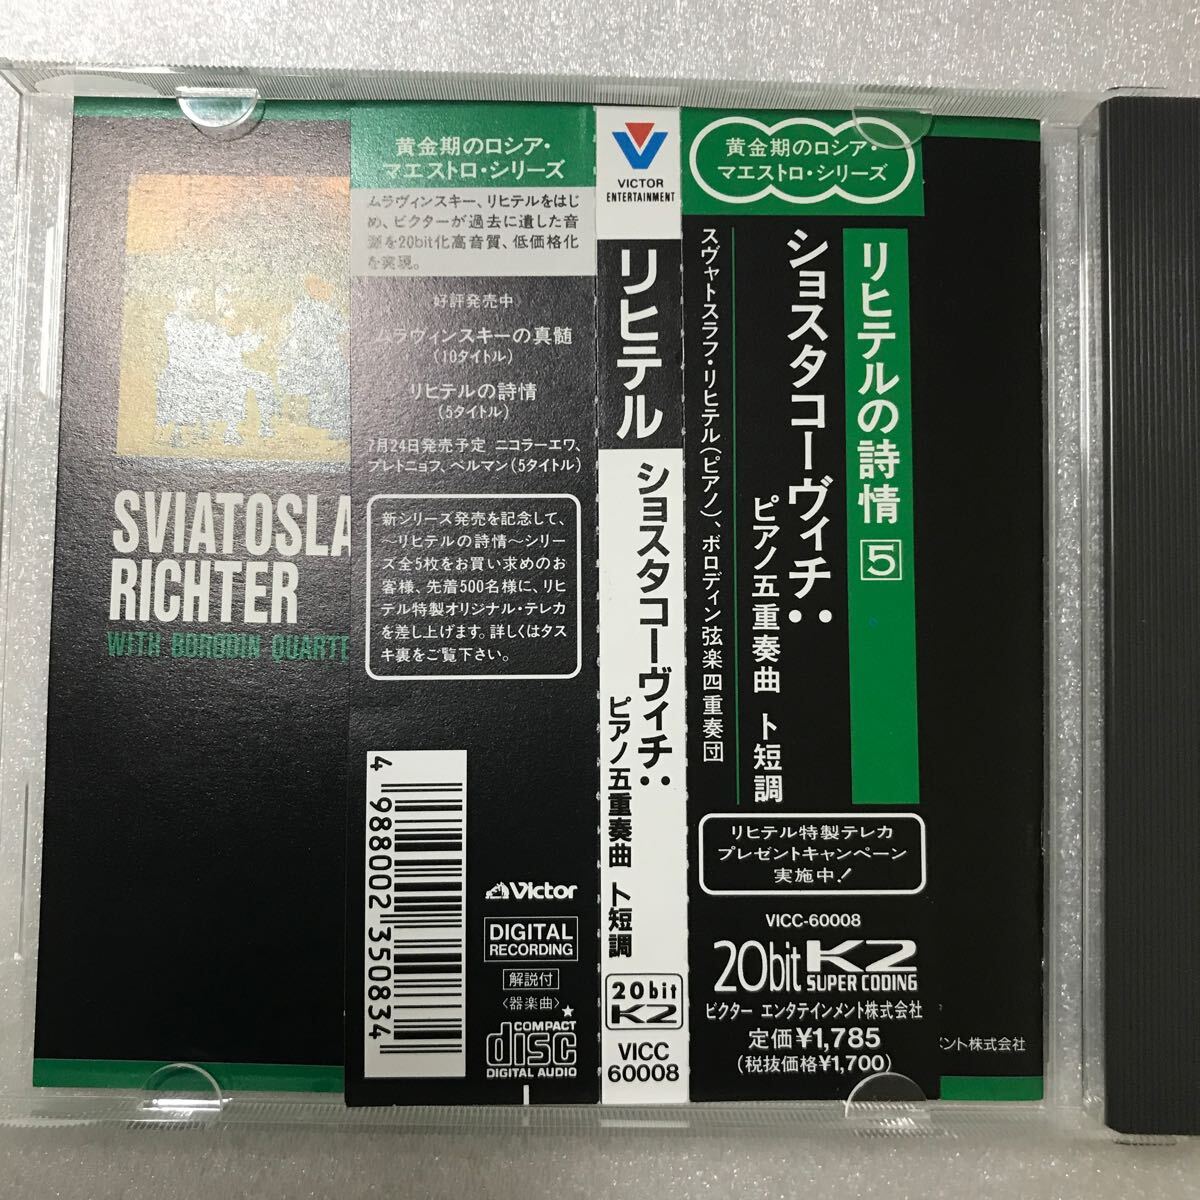 SVIATOSLA
RICHTER
WITH BORODIN QUARTE
黄金期のロシア・
マエストロ・シリーズ
ムラヴィンスキー、リヒテルをはじ
め、ビクターが過去に遺した音
源を20bit化高音質、低価格化
を実現。
好評発売中
ムラヴィンスキーの真髄
(10タイトル)
リヒテルの詩情
(5タイトル)
7月24日発売予定 ニコラーエワ、
プレトニョフ、ベルマン(5タイトル)
新シリーズ発売を記念して、
〜リヒテルの詩情〜シリー
ズ全5枚をお買い求めのお
客様、先着500名様に、リヒ
テル特製オリジナル・テレカ
を差し上げます。詳しくはタス
キ裏をご覧下さい。
4 988002 350834
Victor
DIGITAL
RECORDING
解説付
〈器楽曲〉★
COMPACT
disc
DIGITAL AUDIO
VICTOR
ENTERTAINMENT
リヒテル
ショスタコーヴィチ:
ピアノ五重奏曲 ト短調
20bit
K2
VICC
60008
黄金期のロシア・
マエストロ・シリーズ
リヒテルの詩情 5
ショスタコーヴィチ:
ピアノ五重奏曲 ト短調
スヴャトスラフ・リヒテル(ピアノ)、ボロディン弦楽四重奏団
リヒテル特製テレカ
プレゼントキャンペーン
実施中!
VICC-60008
20bit K2
SUPER CODING
ビクター エンタテインメント株式会社
定価¥1,785
(税抜価格¥1,700)
メント株式会社